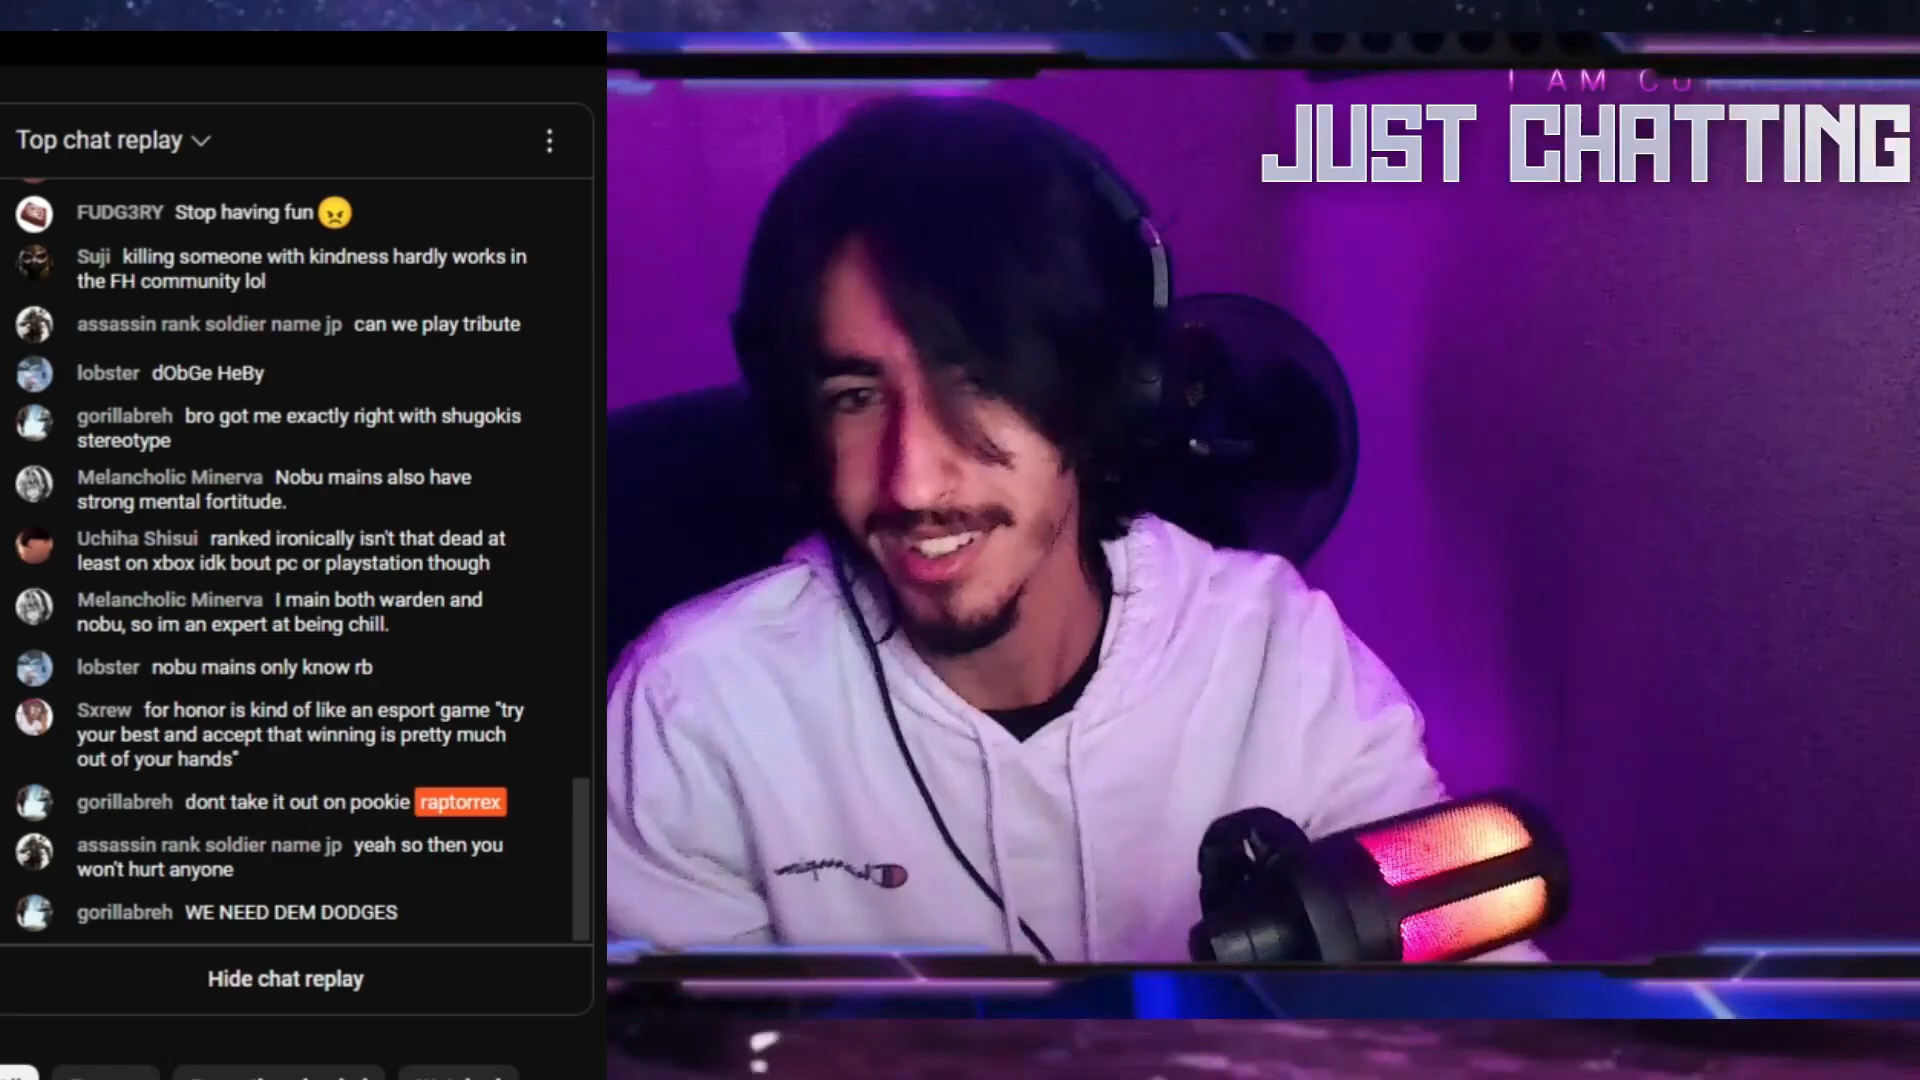 I AM
JUST CHATTING
Top chat replay
FUDG3RY Stop having fun
Suji killing someone with kindness hardly works in
the FH community lol
assassin rank soldier name jp can we play tribute
lobster dObGe HeBy
gorillabreh bro got me exactly right with shugokis
stereotype
Melancholic Minerva Nobu mains also have
strong mental fortitude.
Uchiha Shisui ranked ironically isn't that dead at
least on xbox idk bout pc or playstation though
Melancholic Minerva I main both warden and
nobu, so im an expert at being chill.
lobster nobu mains only know rb
Sxrew for honor is kind of like an esport game "try
your best and accept that winning is pretty much
out of your hands"
gorillabreh dont take it out on pookie raptorrex
assassin rank soldier name jp yeah so then you
won't hurt anyone
gorillabreh WE NEED DEM DODGES
Hide chat replay
Champion